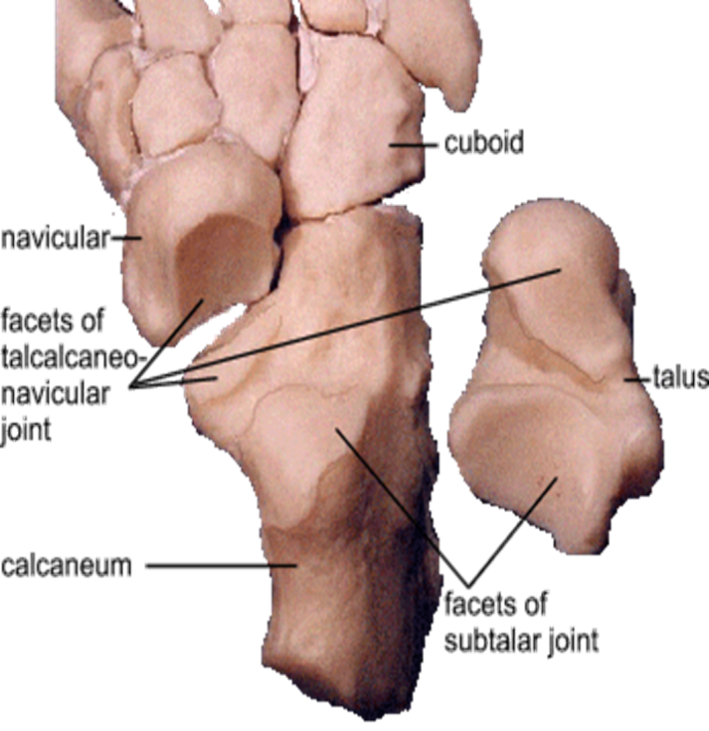 cuboid
navicular
facets of
talcalcaneo-
navicular
joint
talus
calcaneum
facets of
subtalar joint